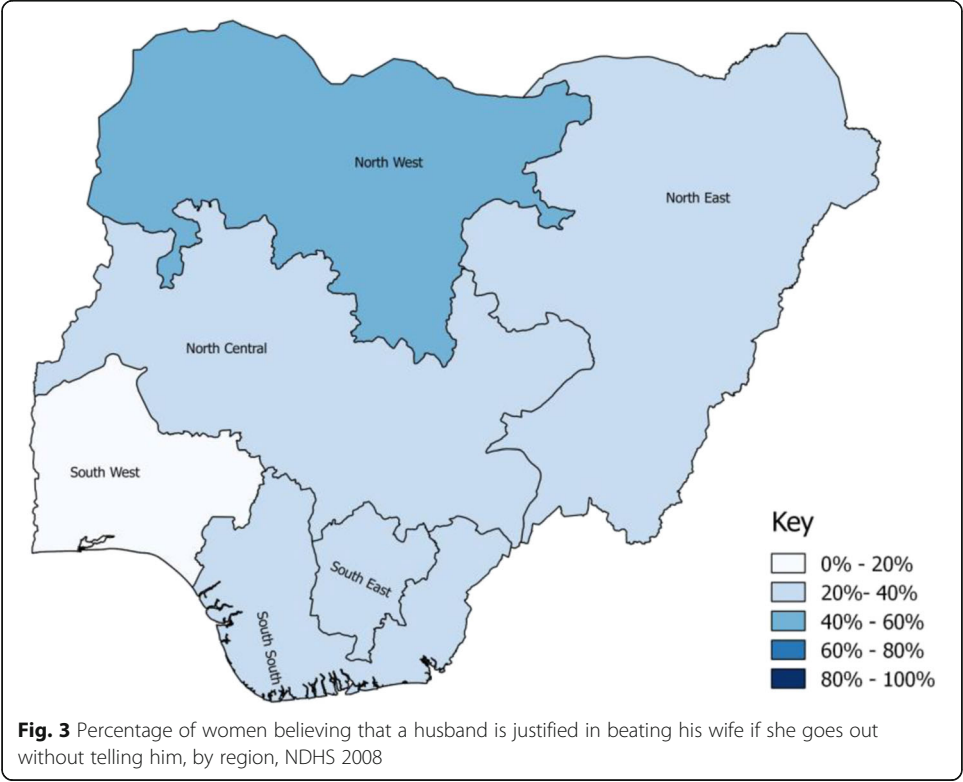 North West
North East
North Central
South West
South East
South South
Key
0% - 20%
20%- 40%
40% - 60%
60% - 80%
80% - 100%
Fig. 3 Percentage of women believing that a husband is justified in beating his wife if she goes out
without telling him, by region, NDHS 2008